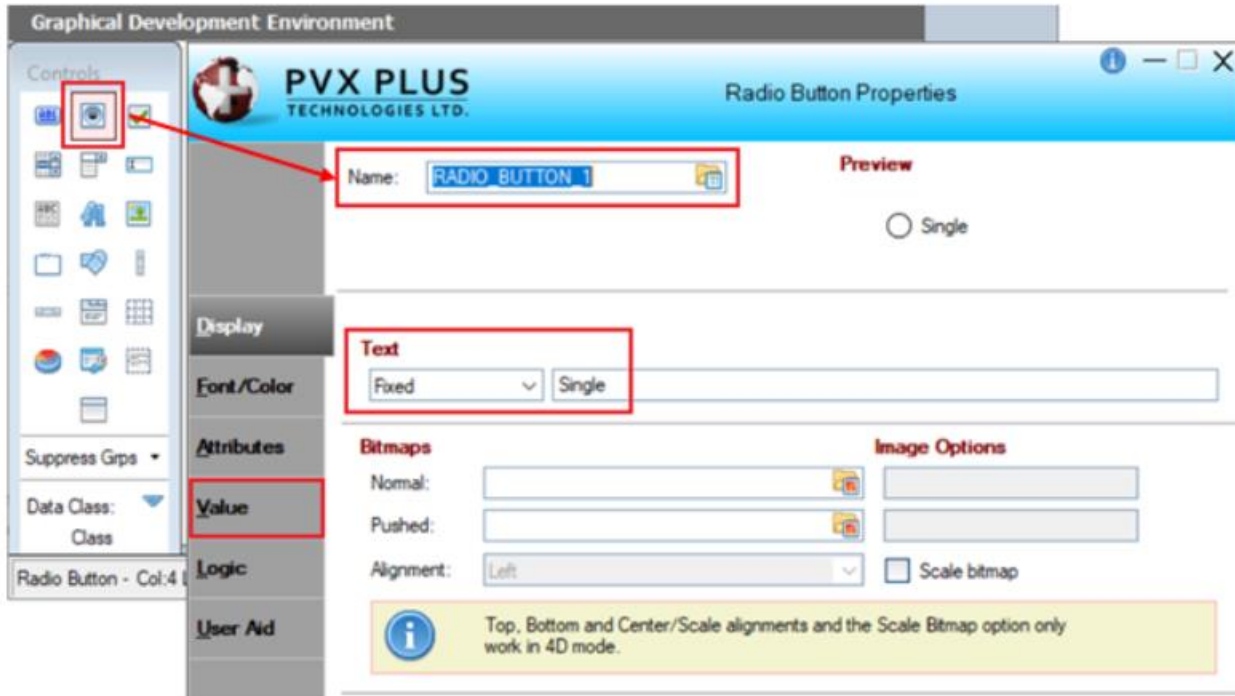 Graphical Development Environment
Controls
PVX PLUS
TECHNOLOGIES LTD.
Radio Button Properties
Name: RADIO_BUTTON_1
Preview
Single
Display
Text
Fixed Single
Font/Color
Attributes
Bitmaps Image Options
Normal:
Suppress Grps
Value
Data Class:
Pushed:
Class
Logic
Alignment: Left Scale bitmap
Radio Button - Col:4
User Aid
Top, Bottom and Center/Scale alignments and the Scale Bitmap option only
work in 4D mode.